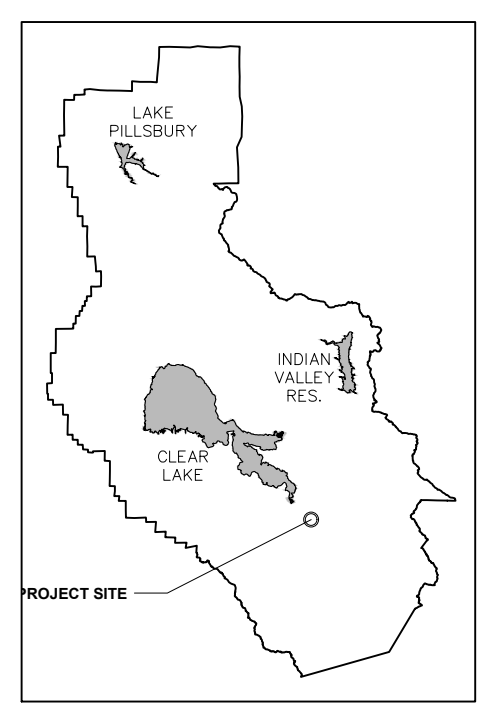 LAKE
PILLSBURY
INDIAN
VALLEY
RES.
CLEAR
LAKE
PROJECT SITE